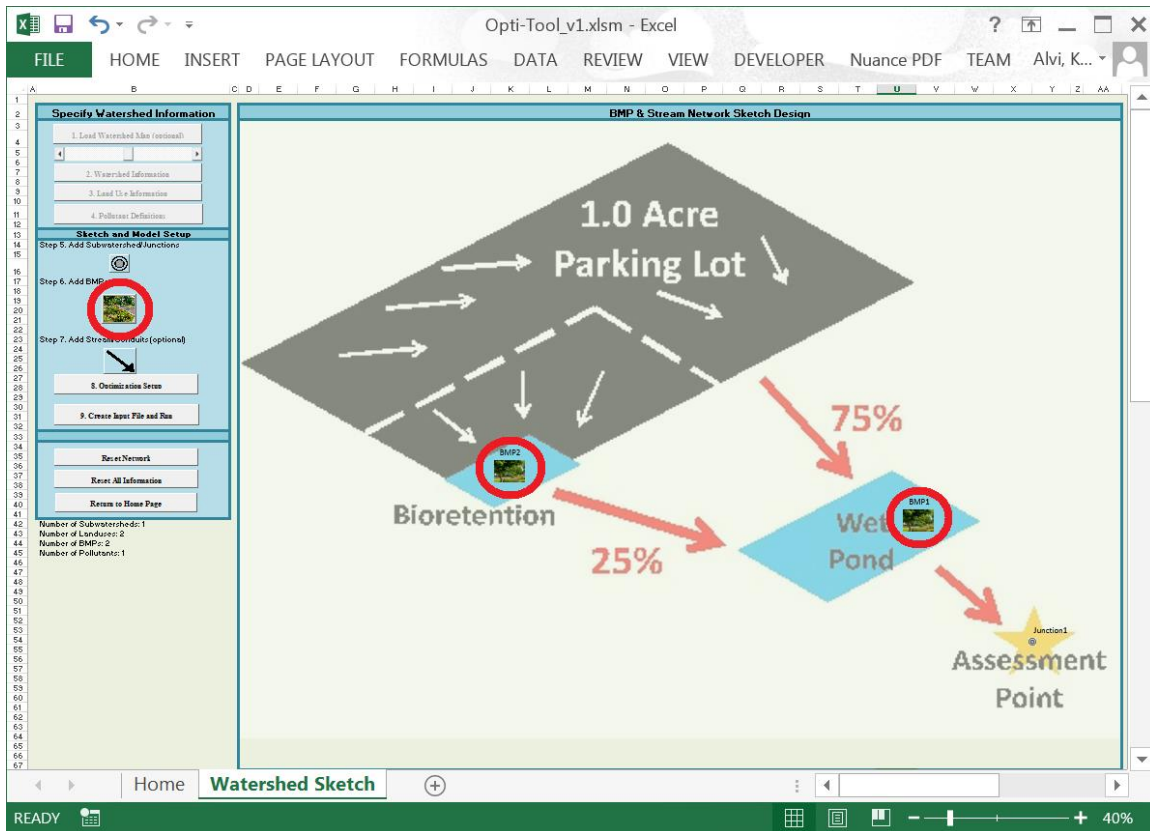 Opti-Tool_v1.xlsm - Excel
FILE HOME INSERT PAGE LAYOUT FORMULAS DATA REVIEW VIEW DEVELOPER Nuance PDF TEAM Alvi, K...
A B C D E F G H I J K L M N O P Q R S T U V W X Y Z AA
Specify Watershed Information
BMP & Stream Network Sketch Design
1. Load Watershed Map (optional)
2. Watershed Information
3. Land Use Information
4. Pollutant Definitions
Sketch and Model Setup
Step 5. Add Subwatershed/Junctions
Step 6. Add BMPs
Step 7. Add Stream/Conduits (optional)
8. Optimization Setup
9. Create Input File and Run
Reset Network
Reset All Information
Return to Home Page
Number of Subwatersheds: 1
Number of Landuses: 2
Number of BMPs: 2
Number of Pollutants: 1
1.0 Acre
Parking Lot
75%
BMP2
Bioretention
25%
BMP1
Wet
Pond
Junction1
Assessment
Point
Home Watershed Sketch
READY
40%